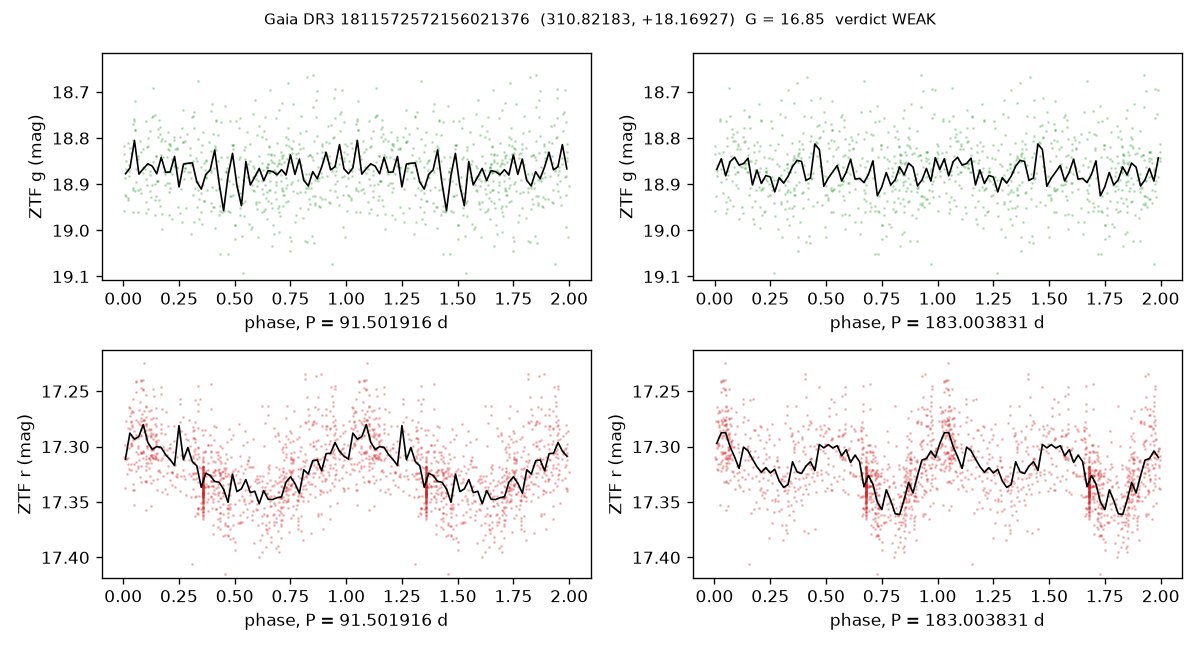 Gaia DR3 1811572572156021376 (310.82183, +18.16927) G = 16.85 verdict WEAK
ZTF g (mag)
18.7
18.8
18.9
19.0
19.1
0.00 0.25 0.50 0.75 1.00 1.25 1.50 1.75 2.00
phase, P = 91.501916 d
ZTF g (mag)
18.7
18.8
18.9
19.0
19.1
0.00 0.25 0.50 0.75 1.00 1.25 1.50 1.75 2.00
phase, P = 183.003831 d
ZTF r (mag)
17.25
17.30
17.35
17.40
0.00 0.25 0.50 0.75 1.00 1.25 1.50 1.75 2.00
phase, P = 91.501916 d
ZTF r (mag)
17.25
17.30
17.35
17.40
0.00 0.25 0.50 0.75 1.00 1.25 1.50 1.75 2.00
phase, P = 183.003831 d